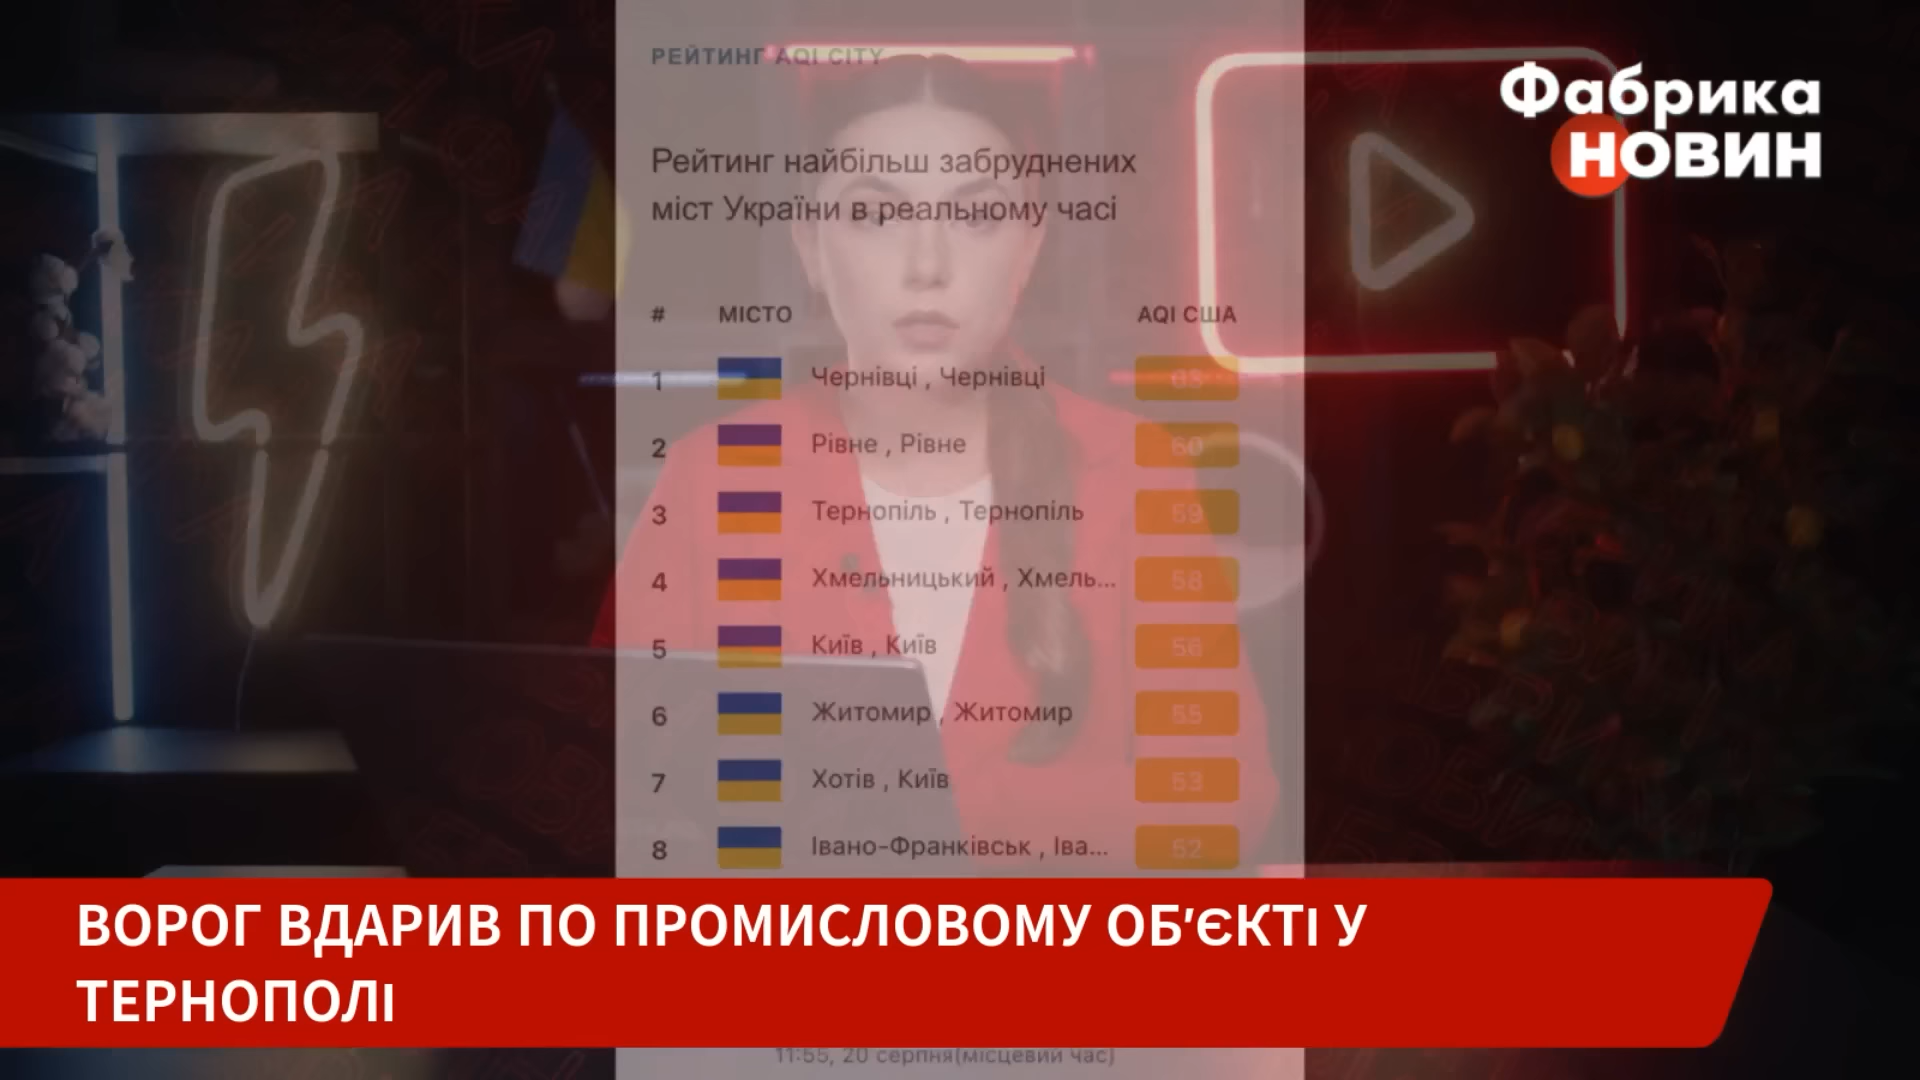 РЕЙТИНГ AQI CITY
Фабрика
НОВИН
Рейтинг найбільш забруднених
міст України в реальному часі
# МІСТО AQI США
1 Чернівці , Чернівці 63
2 Рівне , Рівне 60
3 Тернопіль , Тернопіль 59
4 Хмельницький , Хмель... 58
5 Київ , Київ 56
6 Житомир , Житомир 55
7 Хотів , Київ 53
8 Івано-Франківськ , Іва... 52
ВОРОГ ВДАРИВ ПО ПРОМИСЛОВОМУ ОБ'ЄКТІ У
ТЕРНОПОЛІ
11:55, 20 серпня(місцевий час)